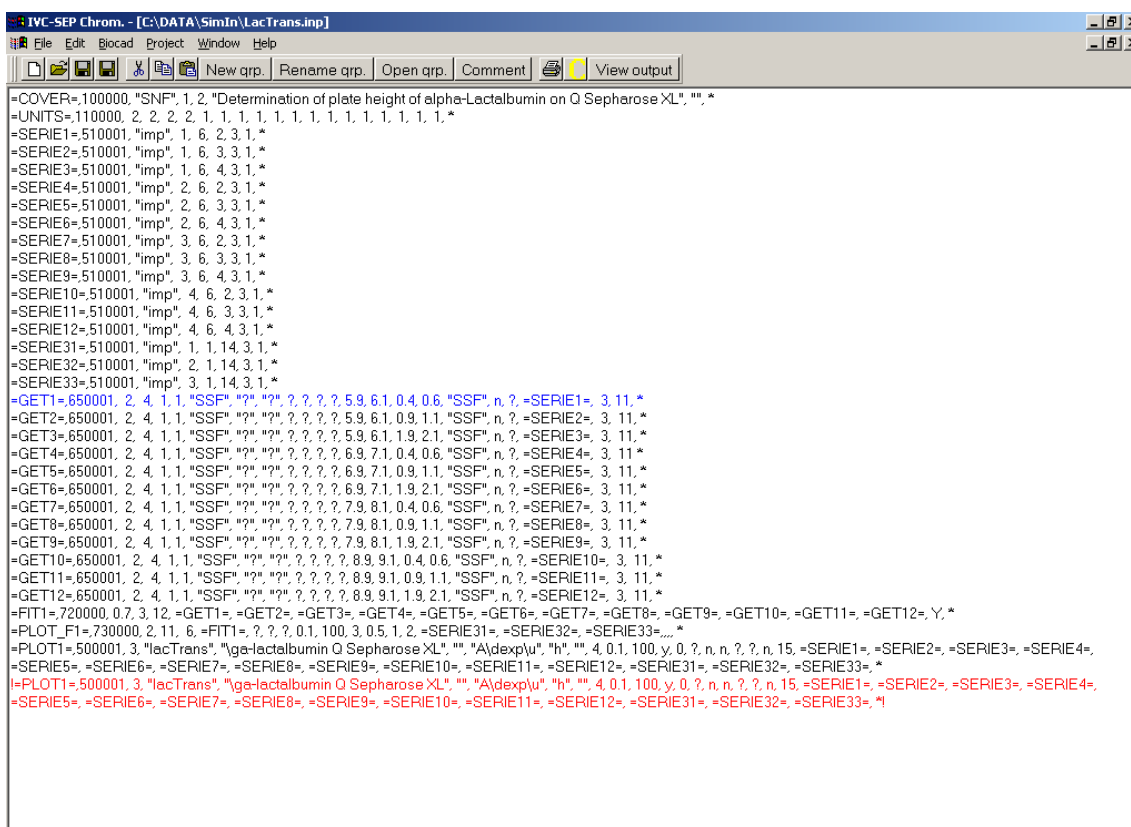 IVC-SEP Chrom. - [C:\DATA\SimIn\LacTrans.inp]
File Edit Biocad Project Window Help
New grp. Rename grp. Open grp. Comment View output
=COVER=,100000, "SNF", 1, 2, "Determination of plate height of alpha-Lactalbumin on Q Sepharose XL", "", *
=UNITS=,110000, 2, 2, 2, 2, 1, 1, 1, 1, 1, 1, 1, 1, 1, 1, 1, 1, 1, 1, *
=SERIE1=,510001, "imp", 1, 6, 2, 3, 1, *
=SERIE2=,510001, "imp", 1, 6, 3, 3, 1, *
=SERIE3=,510001, "imp", 1, 6, 4, 3, 1, *
=SERIE4=,510001, "imp", 2, 6, 2, 3, 1, *
=SERIE5=,510001, "imp", 2, 6, 3, 3, 1, *
=SERIE6=,510001, "imp", 2, 6, 4, 3, 1, *
=SERIE7=,510001, "imp", 3, 6, 2, 3, 1, *
=SERIE8=,510001, "imp", 3, 6, 3, 3, 1, *
=SERIE9=,510001, "imp", 3, 6, 4, 3, 1, *
=SERIE10=,510001, "imp", 4, 6, 2, 3, 1, *
=SERIE11=,510001, "imp", 4, 6, 3, 3, 1, *
=SERIE12=,510001, "imp", 4, 6, 4, 3, 1, *
=SERIE31=,510001, "imp", 1, 1, 14, 3, 1, *
=SERIE32=,510001, "imp", 2, 1, 14, 3, 1, *
=SERIE33=,510001, "imp", 3, 1, 14, 3, 1, *
=GET1=,650001, 2, 4, 1, 1, "SSF", "?", "?", ?, ?, ?, ?, 5.9, 6.1, 0.4, 0.6, "SSF", n, ?, =SERIE1=, 3, 11, *
=GET2=,650001, 2, 4, 1, 1, "SSF", "?", "?", ?, ?, ?, ?, 5.9, 6.1, 0.9, 1.1, "SSF", n, ?, =SERIE2=, 3, 11, *
=GET3=,650001, 2, 4, 1, 1, "SSF", "?", "?", ?, ?, ?, ?, 5.9, 6.1, 1.9, 2.1, "SSF", n, ?, =SERIE3=, 3, 11 *
=GET4=,650001, 2, 4, 1, 1, "SSF", "?", "?", ?, ?, ?, ?, 6.9, 7.1, 0.4, 0.6, "SSF", n, ?, =SERIE4=, 3, 11, *
=GET5=,650001, 2, 4, 1, 1, "SSF", "?", "?", ?, ?, ?, ?, 6.9, 7.1, 0.9, 1.1, "SSF", n, ?, =SERIE5=, 3, 11, *
=GET6=,650001, 2, 4, 1, 1, "SSF", "?", "?", ?, ?, ?, ?, 6.9, 7.1, 1.9, 2.1, "SSF", n, ?, =SERIE6=, 3, 11, *
=GET7=,650001, 2, 4, 1, 1, "SSF", "?", "?", ?, ?, ?, ?, 7.9, 8.1, 0.4, 0.6, "SSF", n, ?, =SERIE7=, 3, 11, *
=GET8=,650001, 2, 4, 1, 1, "SSF", "?", "?", ?, ?, ?, ?, 7.9, 8.1, 0.9, 1.1, "SSF", n, ?, =SERIE8=, 3, 11, *
=GET9=,650001, 2, 4, 1, 1, "SSF", "?", "?", ?, ?, ?, ?, 7.9, 8.1, 1.9, 2.1, "SSF", n, ?, =SERIE9=, 3, 11, *
=GET10=,650001, 2, 4, 1, 1, "SSF", "?", "?", ?, ?, ?, ?, 8.9, 9.1, 0.4, 0.6, "SSF", n, ?, =SERIE10=, 3, 11, *
=GET11=,650001, 2, 4, 1, 1, "SSF", "?", "?", ?, ?, ?, ?, 8.9, 9.1, 0.9, 1.1, "SSF", n, ?, =SERIE11=, 3, 11, *
=GET12=,650001, 2, 4, 1, 1, "SSF", "?", "?", ?, ?, ?, ?, 8.9, 9.1, 1.9, 2.1, "SSF", n, ?, =SERIE12=, 3, 11, *
=FIT1=,720000, 0.7, 3, 12, =GET1=, =GET2=, =GET3=, =GET4=, =GET5=, =GET6=, =GET7=, =GET8=, =GET9=, =GET10=, =GET11=, =GET12=, Y, *
=PLOT_F1=,730000, 2, 11, 6, =FIT1=, ?, ?, ?, 0.1, 100, 3, 0.5, 1, 2, =SERIE31=, =SERIE32=, =SERIE33=,,,, *
=PLOT1=,500001, 3, "lacTrans", "\ga-lactalbumin Q Sepharose XL", "", "A\dexp\u", "h", "", 4, 0.1, 100, y, 0, ?, n, n, ?, ?, n, 15, =SERIE1=, =SERIE2=, =SERIE3=, =SERIE4=,
=SERIE5=, =SERIE6=, =SERIE7=, =SERIE8=, =SERIE9=, =SERIE10=, =SERIE11=, =SERIE12=, =SERIE31=, =SERIE32=, =SERIE33=, *
!=PLOT1=,500001, 3, "lacTrans", "\ga-lactalbumin Q Sepharose XL", "", "A\dexp\u", "h", "", 4, 0.1, 100, y, 0, ?, n, n, ?, ?, n, 15, =SERIE1=, =SERIE2=, =SERIE3=, =SERIE4=,
=SERIE5=, =SERIE6=, =SERIE7=, =SERIE8=, =SERIE9=, =SERIE10=, =SERIE11=, =SERIE12=, =SERIE31=, =SERIE32=, =SERIE33=, *!